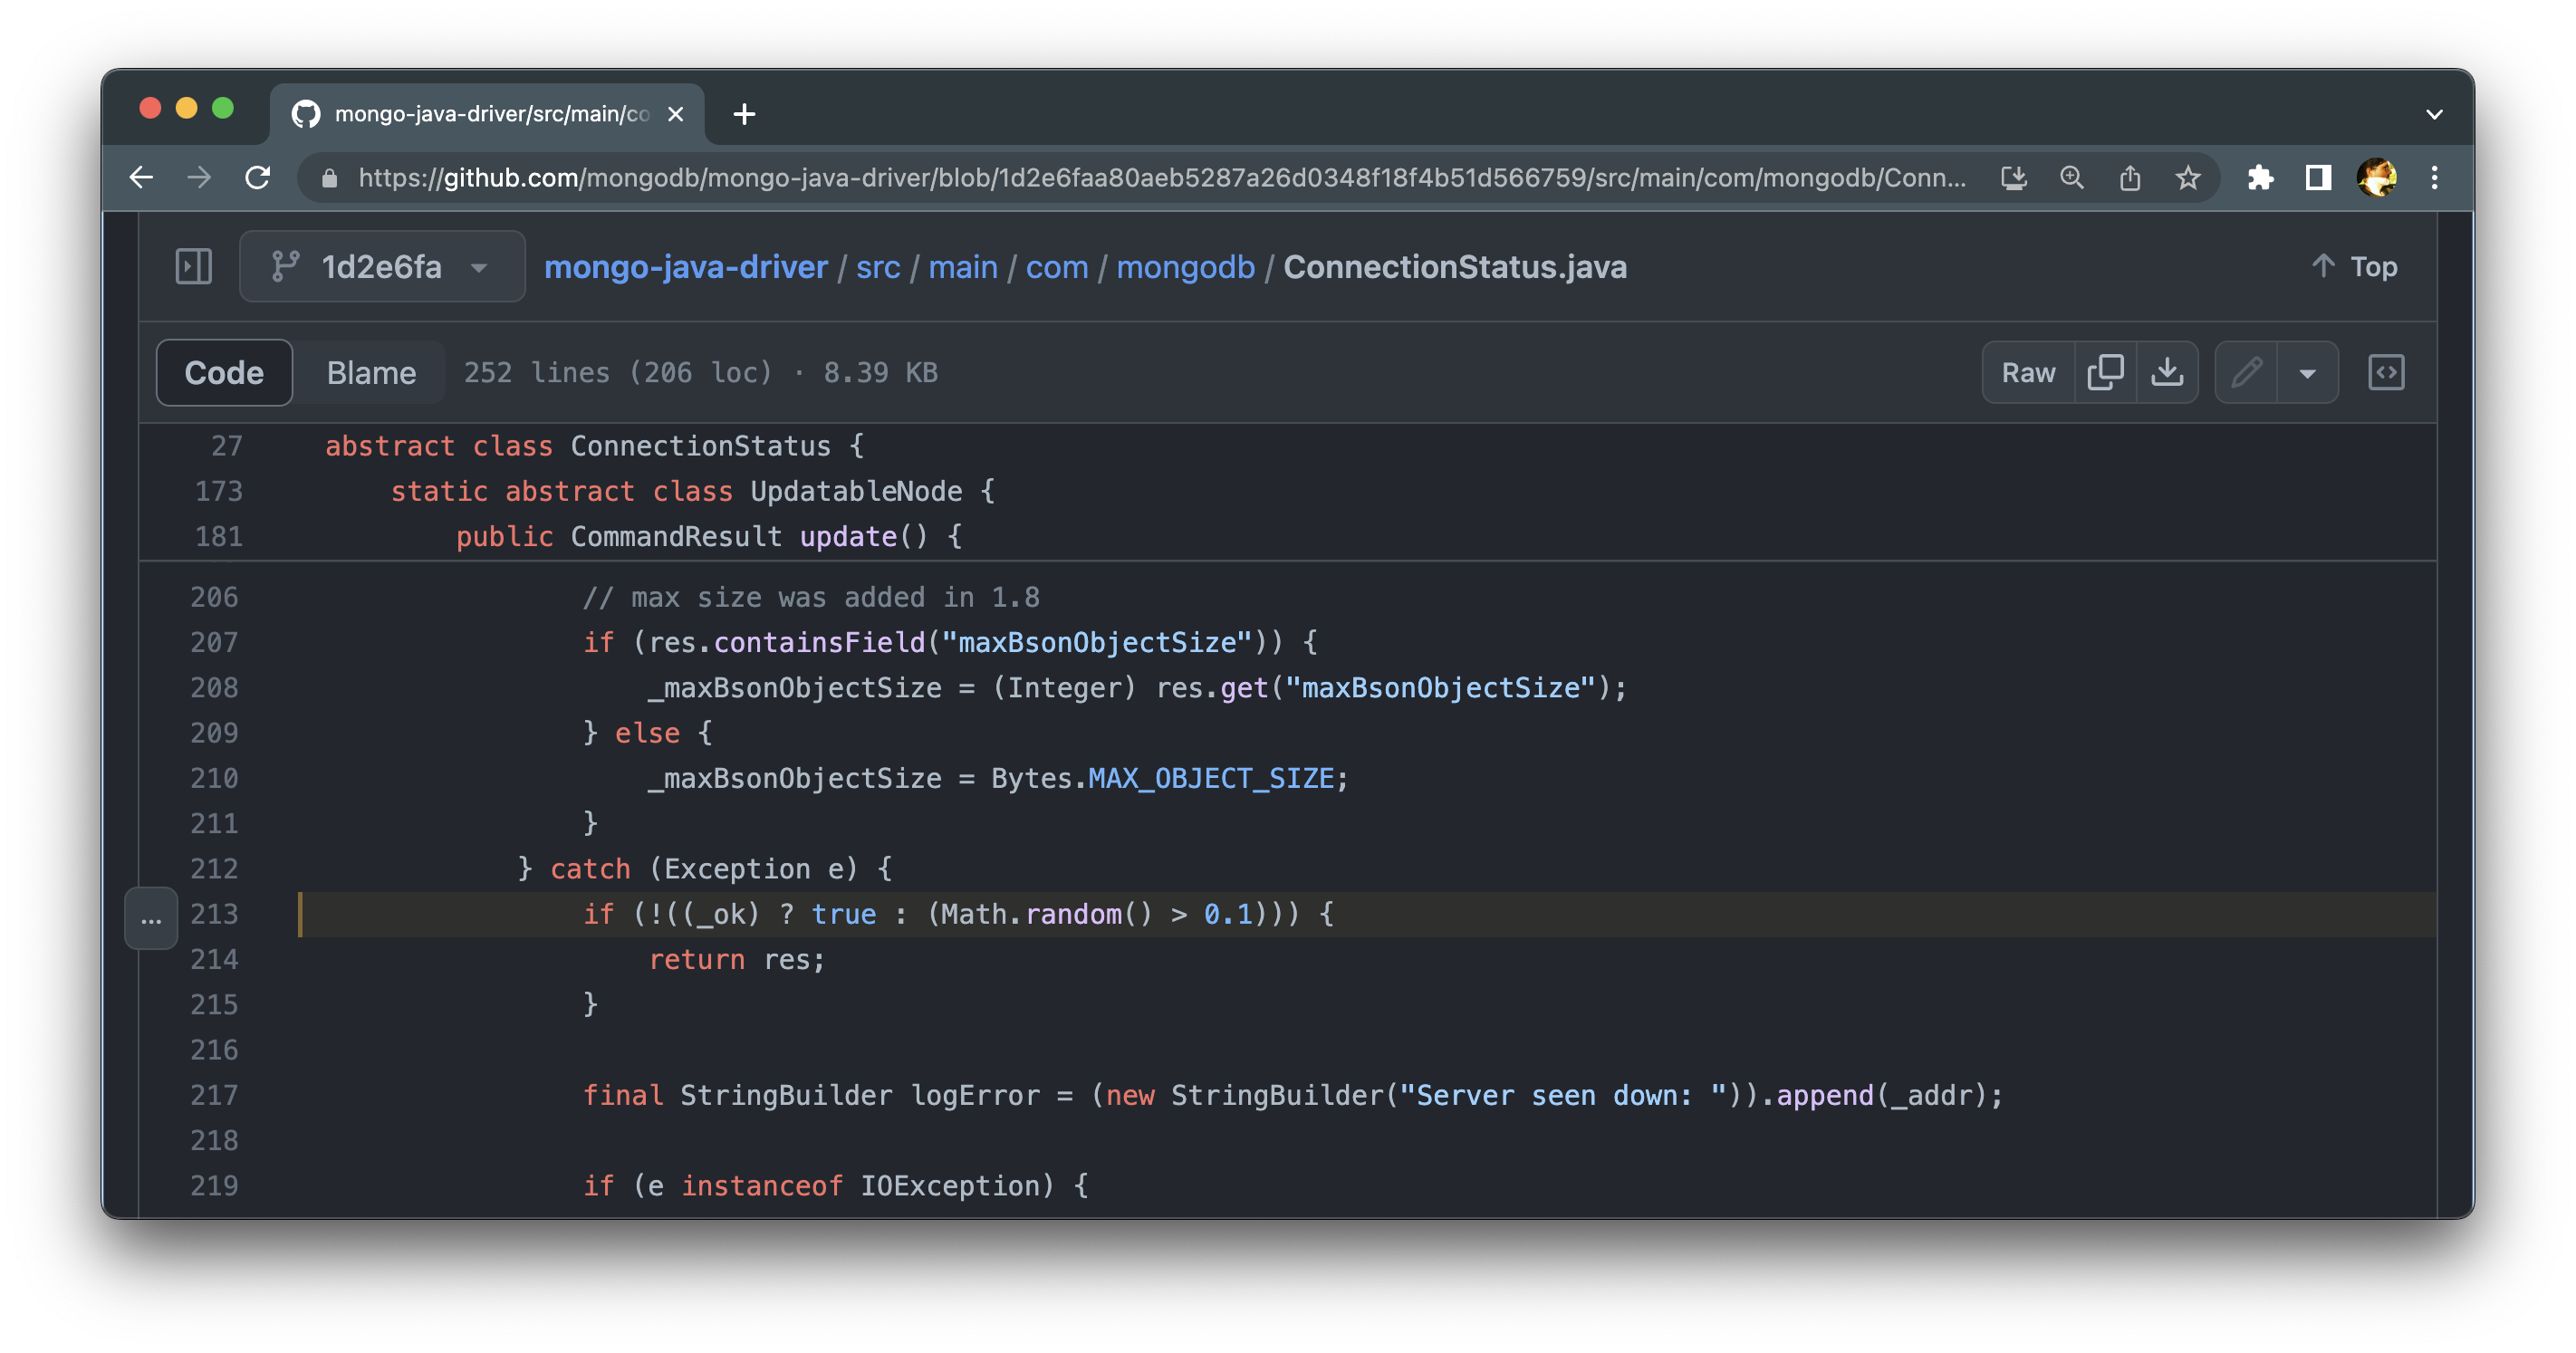 mongo-java-driver/src/main/co
https://github.com/mongodb/mongo-java-driver/blob/1d2e6faa80aeb5287a26d0348f18f4b51d566759/src/main/com/mongodb/Conn...
1d2e6fa mongo-java-driver / src / main / com / mongodb / ConnectionStatus.java Top
Code Blame 252 lines (206 loc) · 8.39 KB Raw
27 abstract class ConnectionStatus {
173 static abstract class UpdatableNode {
181 public CommandResult update() {
206 // max size was added in 1.8
207 if (res.containsField("maxBsonObjectSize")) {
208 _maxBsonObjectSize = (Integer) res.get("maxBsonObjectSize");
209 } else {
210 _maxBsonObjectSize = Bytes.MAX_OBJECT_SIZE;
211 }
212 } catch (Exception e) {
213 if (!((_ok) ? true : (Math.random() > 0.1))) {
214 return res;
215 }
216
217 final StringBuilder logError = (new StringBuilder("Server seen down: ")).append(_addr);
218
219 if (e instanceof IOException) {